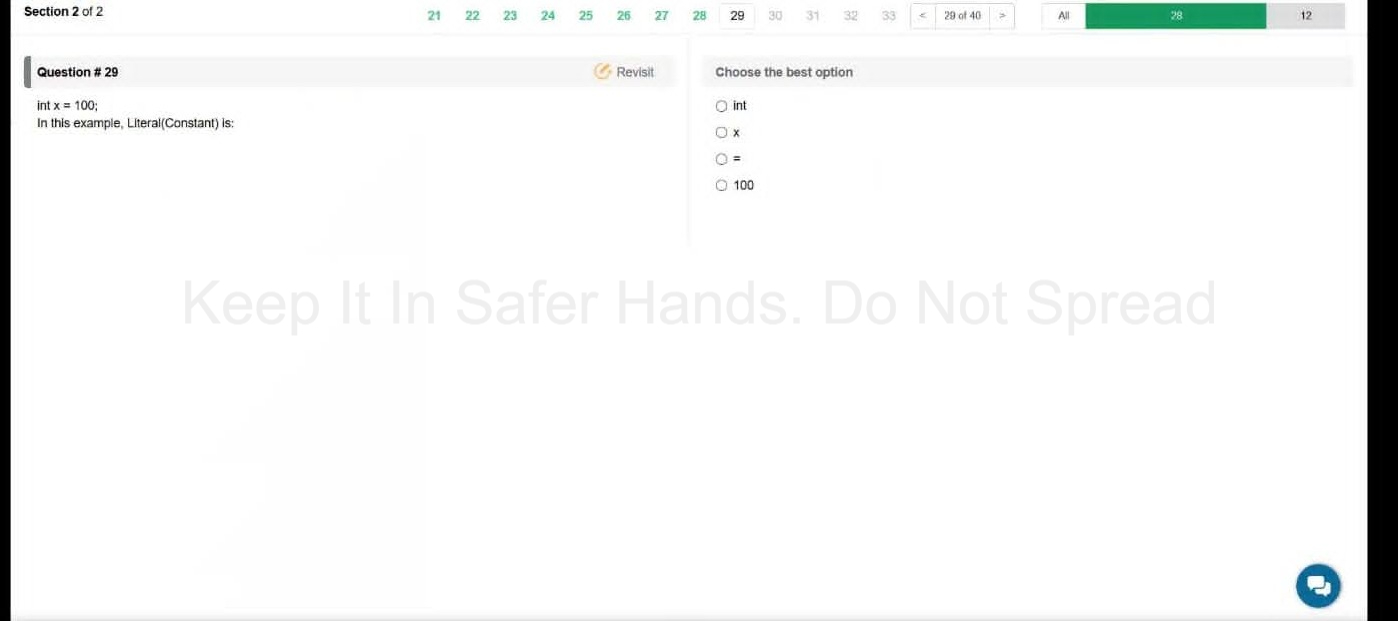 Section 2 of 2
21 22 23 24 25 26 27 28 29 30 31 32 33 < 29 of 40 > All 28 12
Question # 29
Revisit
int x = 100;
In this example, Literal(Constant) is:
Choose the best option
int
x
=
100
Keep It In Safer Hands. Do Not Spread